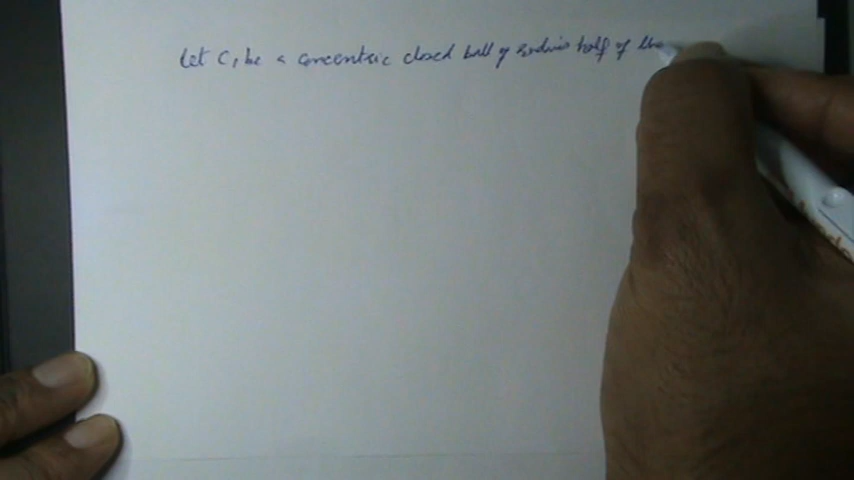 Let C₁ be a concentric closed ball of radius half of the